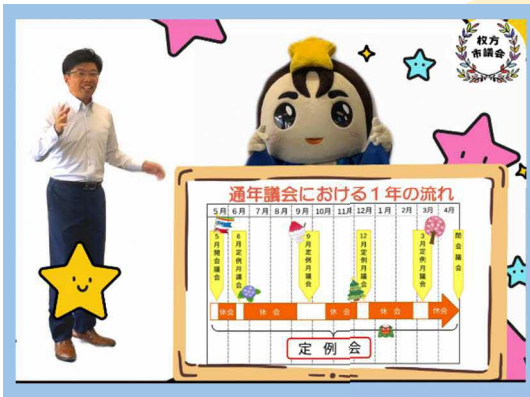 枚方
市議会
通年議会における1年の流れ
5月 6月 7月 8月 9月 10月 11月 12月 1月 2月 3月 4月
5月開会議会
6月定例月議会
9月定例月議会
12月定例月議会
3月定例月議会
閉会議会
休会 休会 休会 休会 休会
定例会